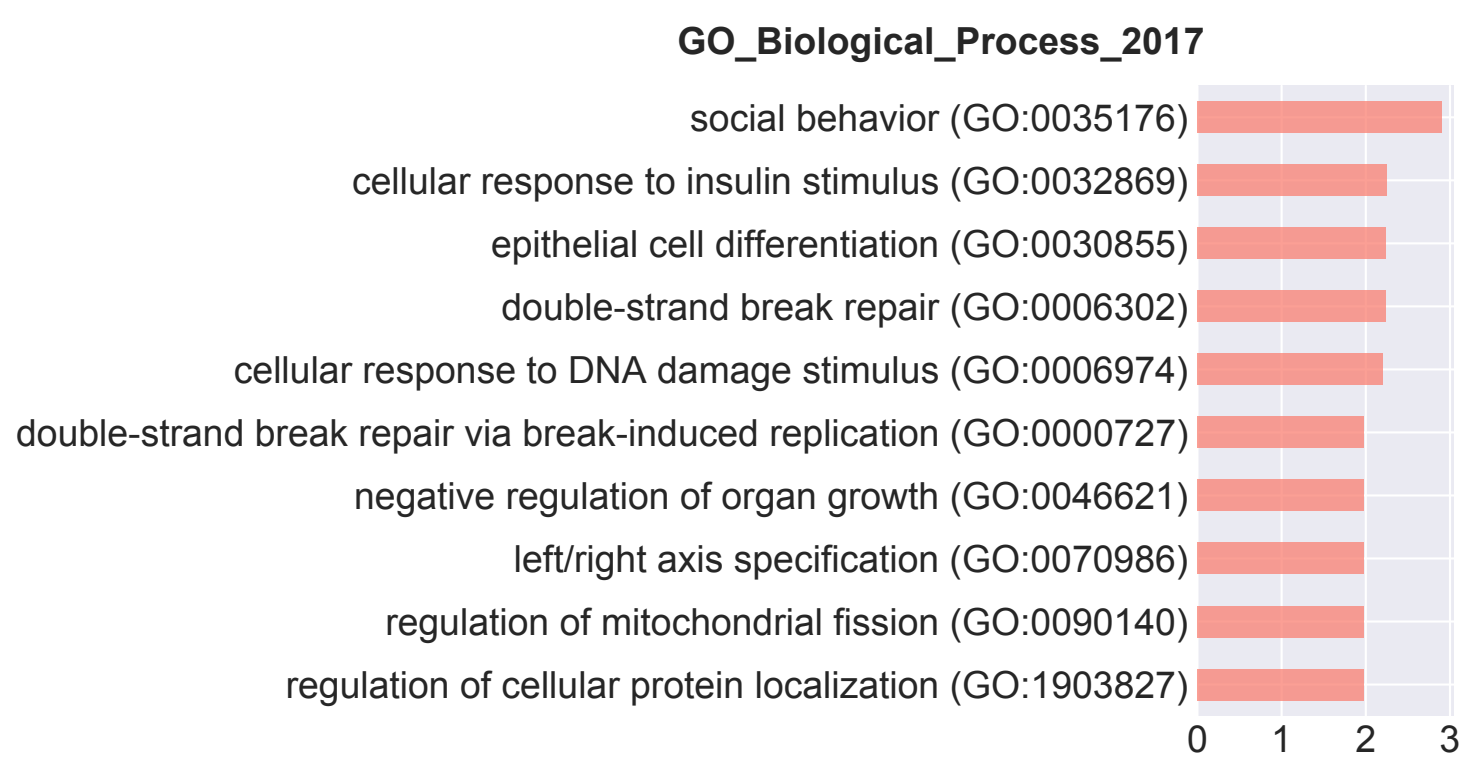 GO_Biological_Process_2017
social behavior (GO:0035176)
cellular response to insulin stimulus (GO:0032869)
epithelial cell differentiation (GO:0030855)
double-strand break repair (GO:0006302)
cellular response to DNA damage stimulus (GO:0006974)
double-strand break repair via break-induced replication (GO:0000727)
negative regulation of organ growth (GO:0046621)
left/right axis specification (GO:0070986)
regulation of mitochondrial fission (GO:0090140)
regulation of cellular protein localization (GO:1903827)
0 1 2 3